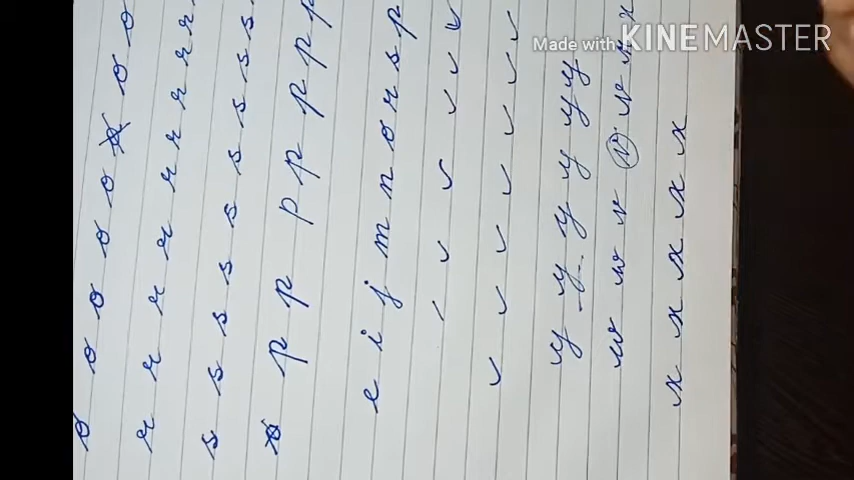 o o o o o o o
r r r r r r r r r
s s s s s s s s s
p p p p p p p p
e i j m n o r s p
✓ ✓ ✓ ✓ ✓ ✓
✓ ✓ ✓ ✓ ✓ ✓ ✓
y y y y y y
w w v v v v x
x x x x x x
Made with KINEMASTER